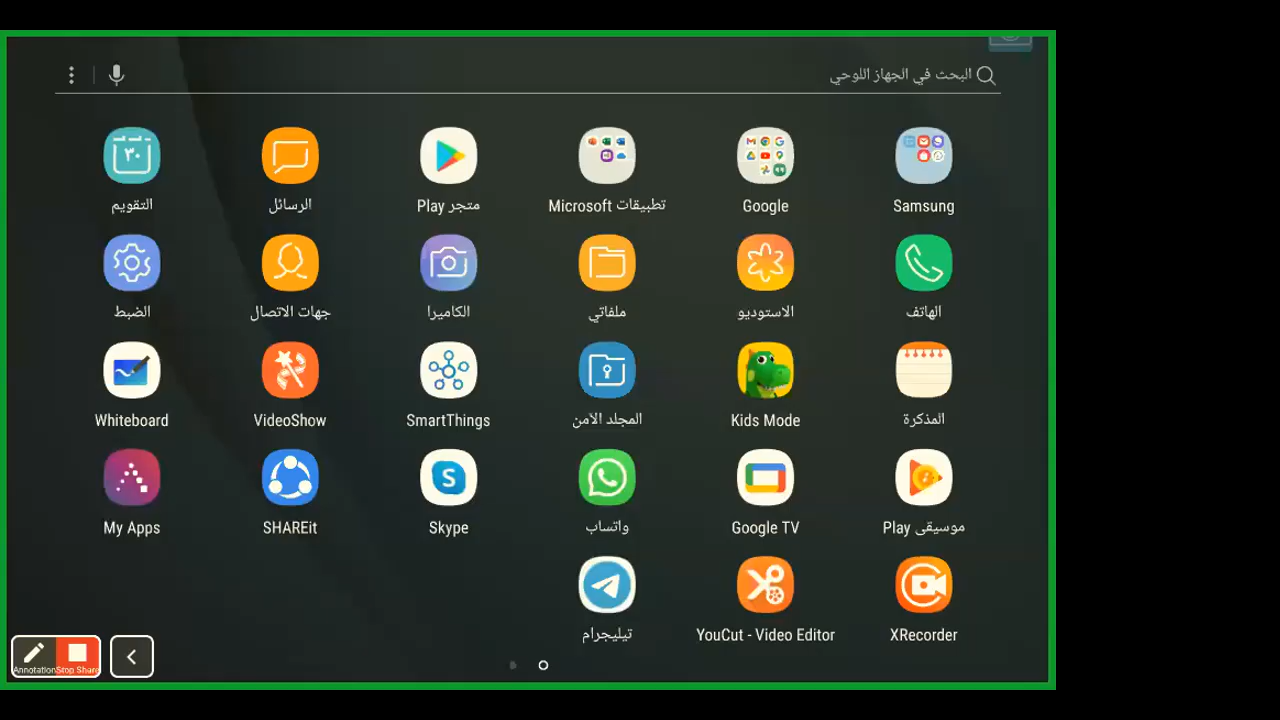 البحث في الجهاز اللوحي
Samsung
Google
تطبيقات Microsoft
متجر Play
الرسائل
التقويم
٣٠
الهاتف
الاستوديو
ملفاتي
الكاميرا
جهات الاتصال
الضبط
المذكرة
Kids Mode
المجلد الآمن
SmartThings
VideoShow
Whiteboard
موسيقى Play
Google TV
واتساب
Skype
SHAREit
My Apps
XRecorder
YouCut - Video Editor
تيليجرام
Annotation
Stop Share